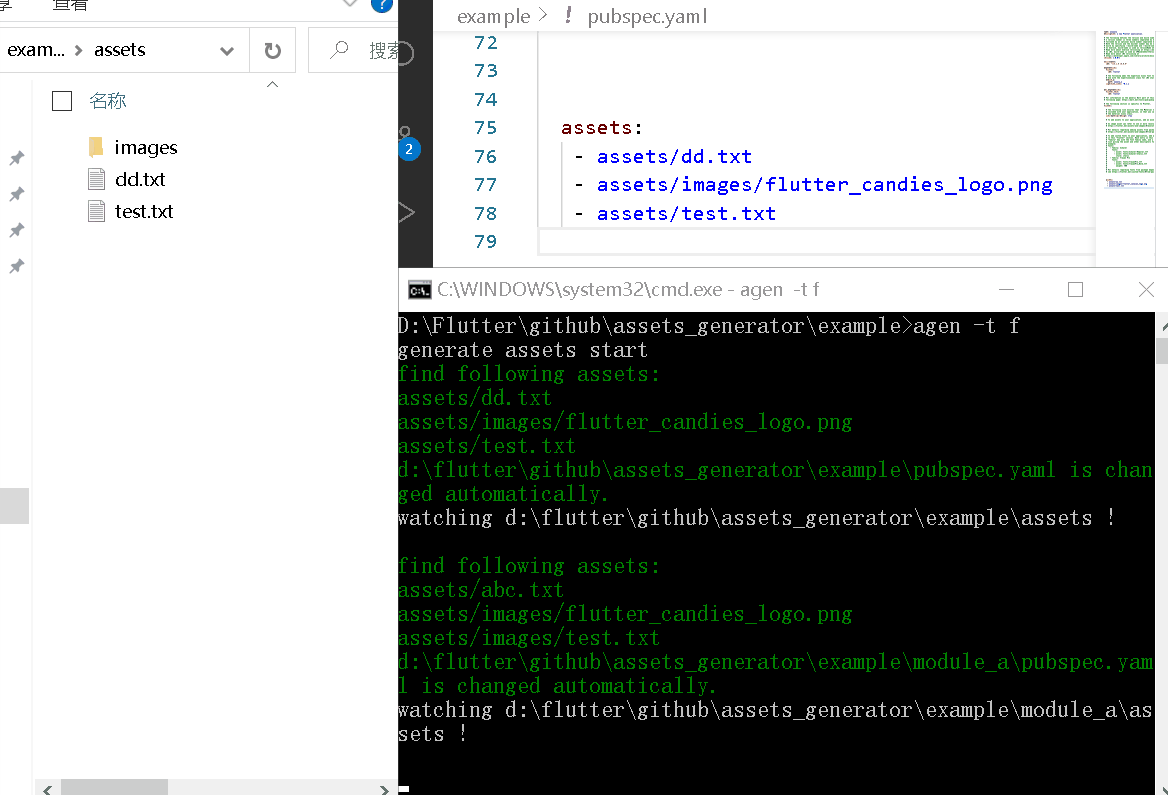 查看
?
exam... > assets
搜索
名称
images
dd.txt
test.txt
2
example > ! pubspec.yaml
72
73
74
75 assets:
76 - assets/dd.txt
77 - assets/images/flutter_candies_logo.png
78 - assets/test.txt
79
C:\WINDOWS\system32\cmd.exe - agen -t f
D:\Flutter\github\assets_generator\example>agen -t f
generate assets start
find following assets:
assets/dd.txt
assets/images/flutter_candies_logo.png
assets/test.txt
d:\flutter\github\assets_generator\example\pubspec.yaml is chan
ged automatically.
watching d:\flutter\github\assets_generator\example\assets !
find following assets:
assets/abc.txt
assets/images/flutter_candies_logo.png
assets/images/test.txt
d:\flutter\github\assets_generator\example\module_a\pubspec.yam
l is changed automatically.
watching d:\flutter\github\assets_generator\example\module_a\as
sets !